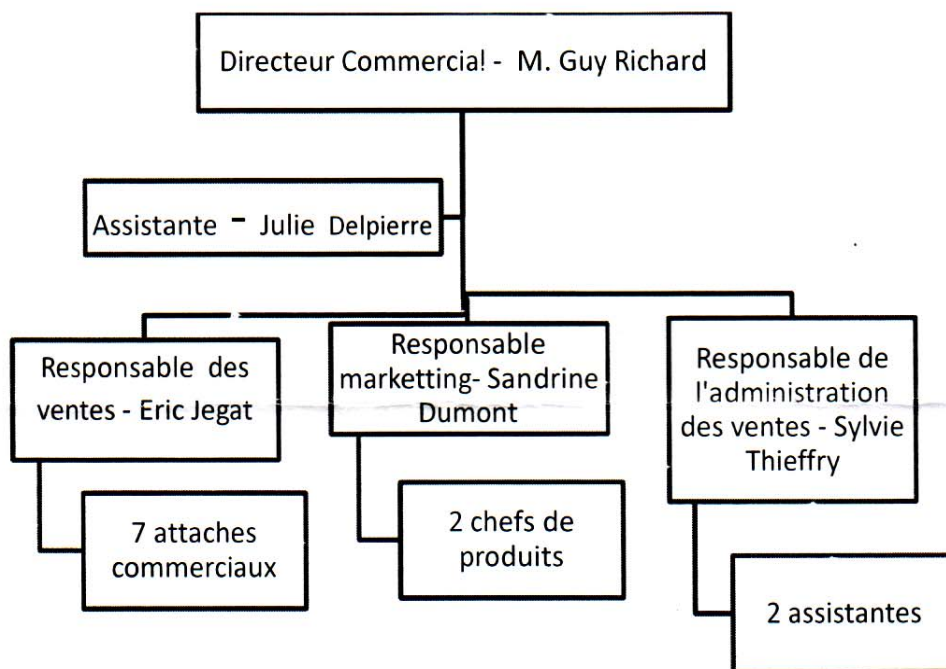 Directeur Commercial - M. Guy Richard
Assistante - Julie Delpierre
Responsable des
ventes - Eric Jegat
Responsable
marketting- Sandrine
Dumont
Responsable de
l'administration
des ventes - Sylvie
Thieffry
7 attaches
commerciaux
2 chefs de
produits
2 assistantes